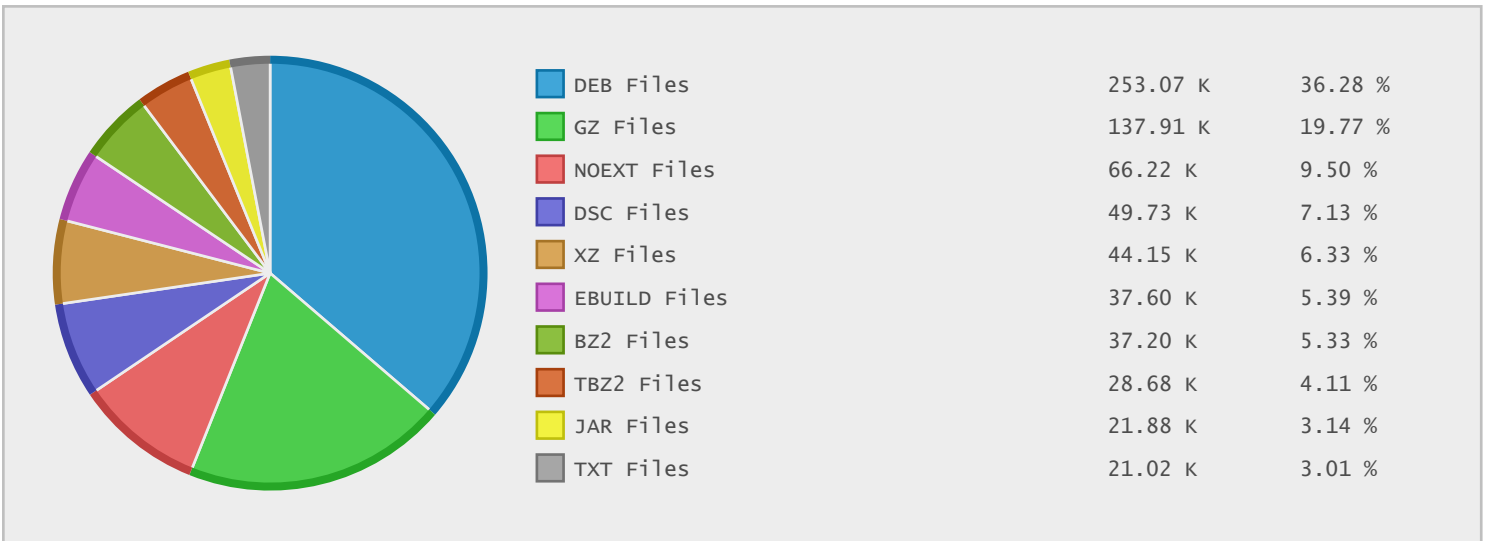 DEB Files 253.07 K 36.28 %
GZ Files 137.91 K 19.77 %
NOEXT Files 66.22 K 9.50 %
DSC Files 49.73 K 7.13 %
XZ Files 44.15 K 6.33 %
EBUILD Files 37.60 K 5.39 %
BZ2 Files 37.20 K 5.33 %
TBZ2 Files 28.68 K 4.11 %
JAR Files 21.88 K 3.14 %
TXT Files 21.02 K 3.01 %